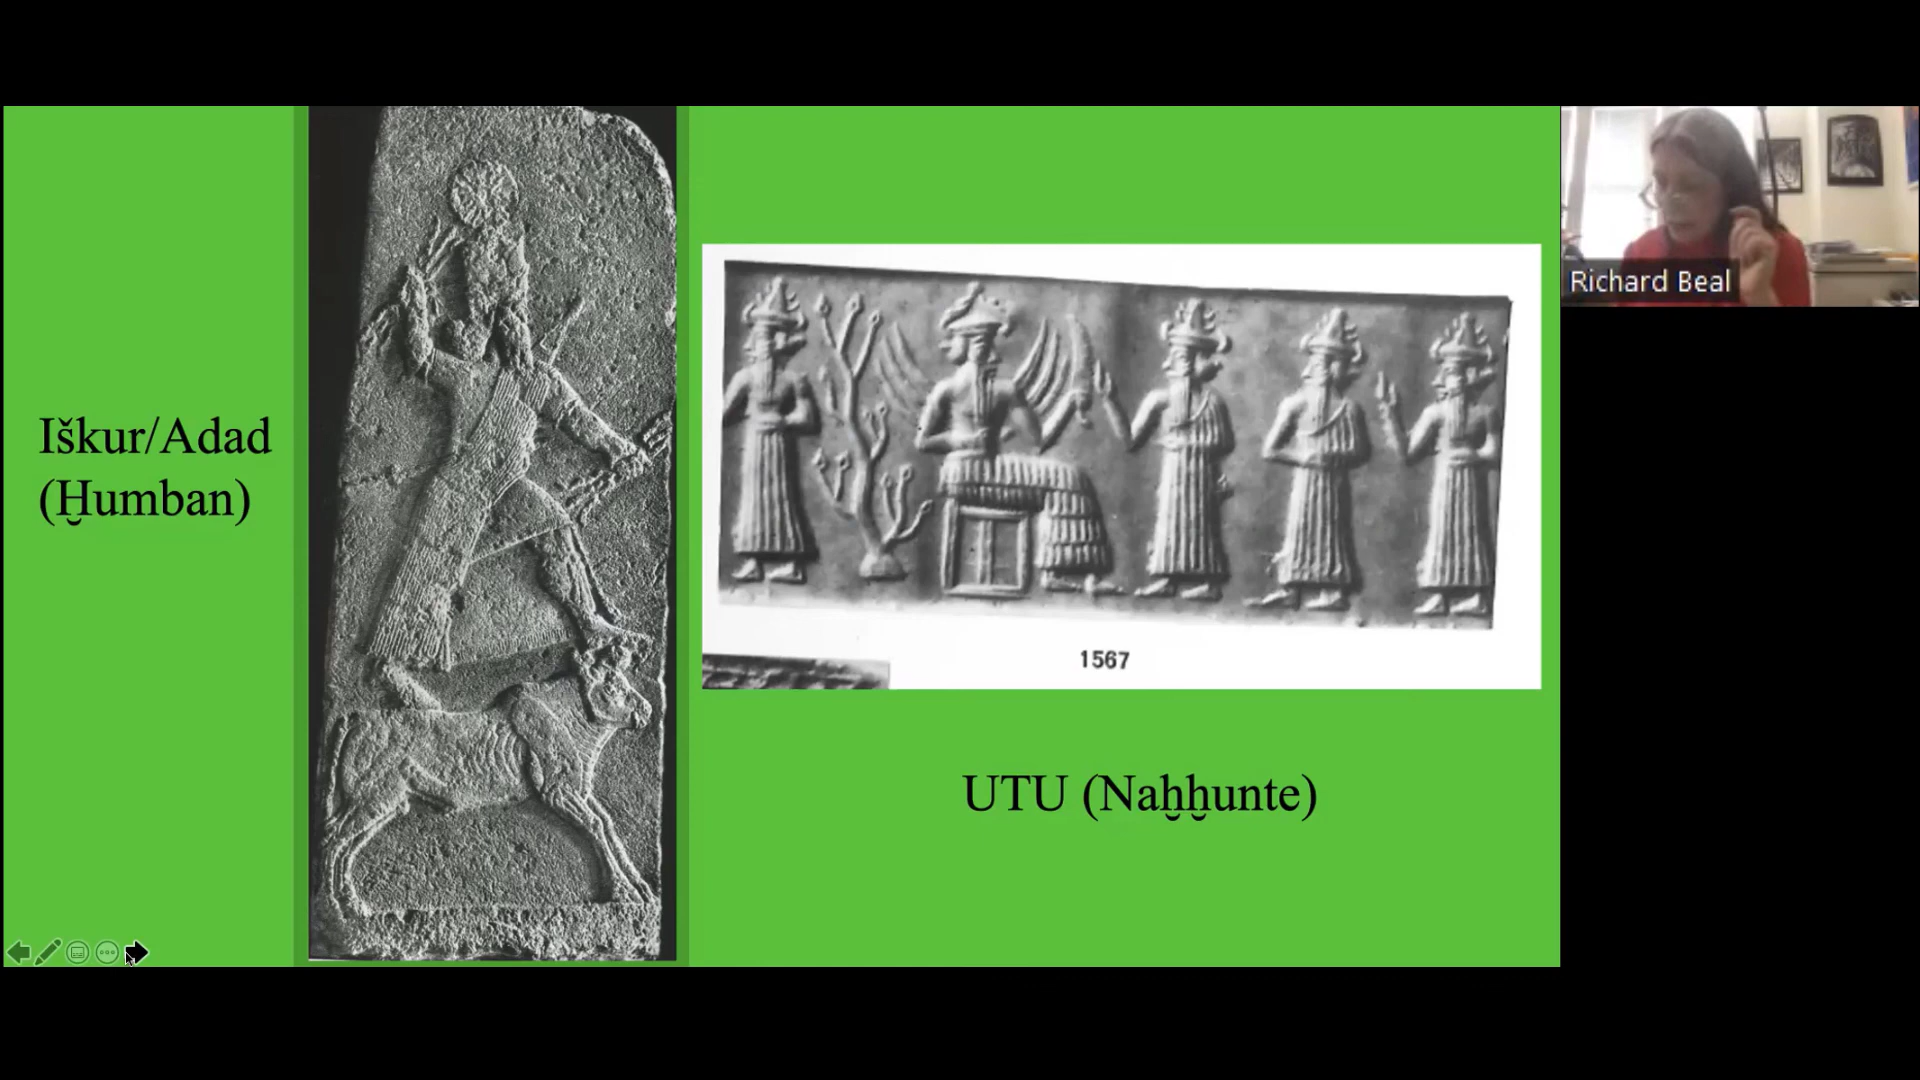 Iškur/Adad
(Ḫumban)
1567
UTU (Naḫḫunte)
Richard Beal